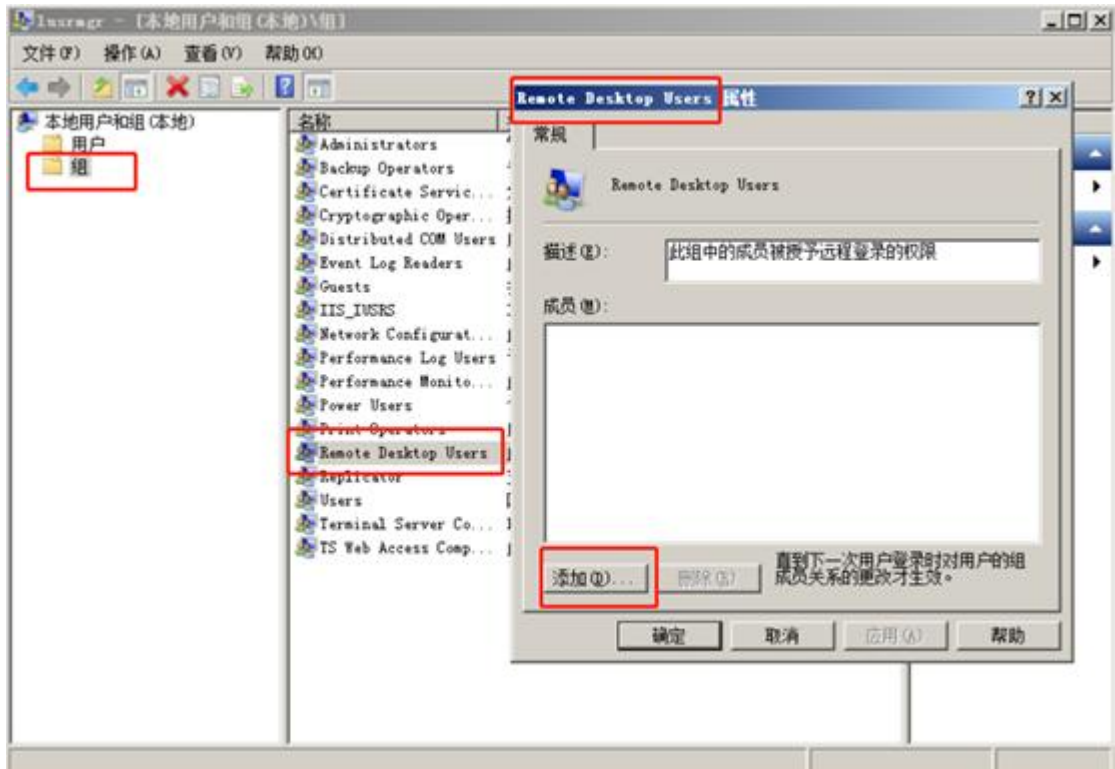 lusrmgr - [本地用户和组(本地)\组]
文件(F) 操作(A) 查看(V) 帮助(H)
本地用户和组(本地)
用户
组
名称
Administrators
Backup Operators
Certificate Servic...
Cryptographic Oper...
Distributed COM Users
Event Log Readers
Guests
IIS_IUSRS
Network Configurat...
Performance Log Users
Performance Monito...
Power Users
Print Operators
Remote Desktop Users
Replicator
Users
Terminal Server Co...
TS Web Access Comp...
Remote Desktop Users 属性
常规
Remote Desktop Users
描述(E):
此组中的成员被授予远程登录的权限
成员(M):
添加(D)...
删除(R)
直到下一次用户登录时对用户的组
成员关系的更改才生效。
确定
取消
应用(A)
帮助